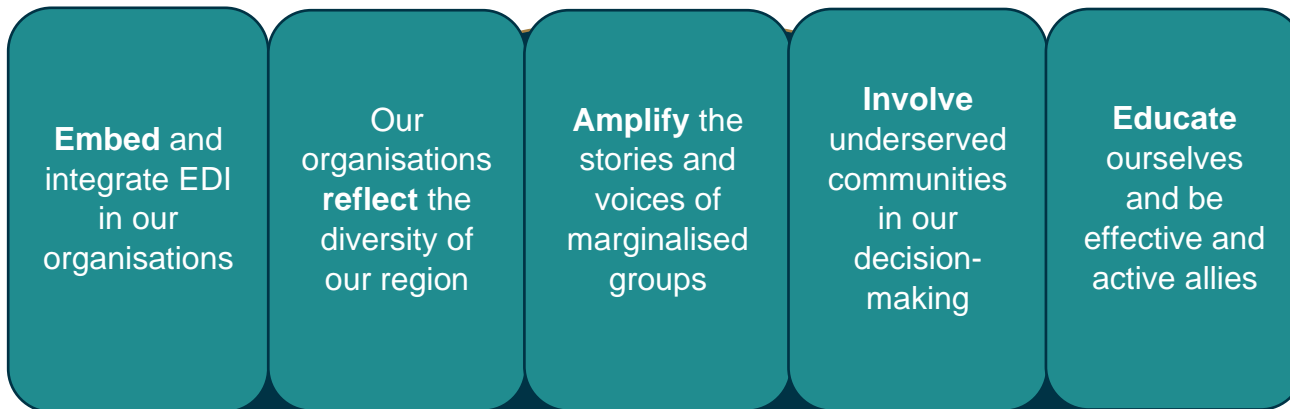 Embed and
integrate EDI
in our
organisations
Our
organisations
reflect the
diversity of
our region
Amplify the
stories and
voices of
marginalised
groups
Involve
underserved
communities
in our
decision-
making
Educate
ourselves
and be
effective and
active allies